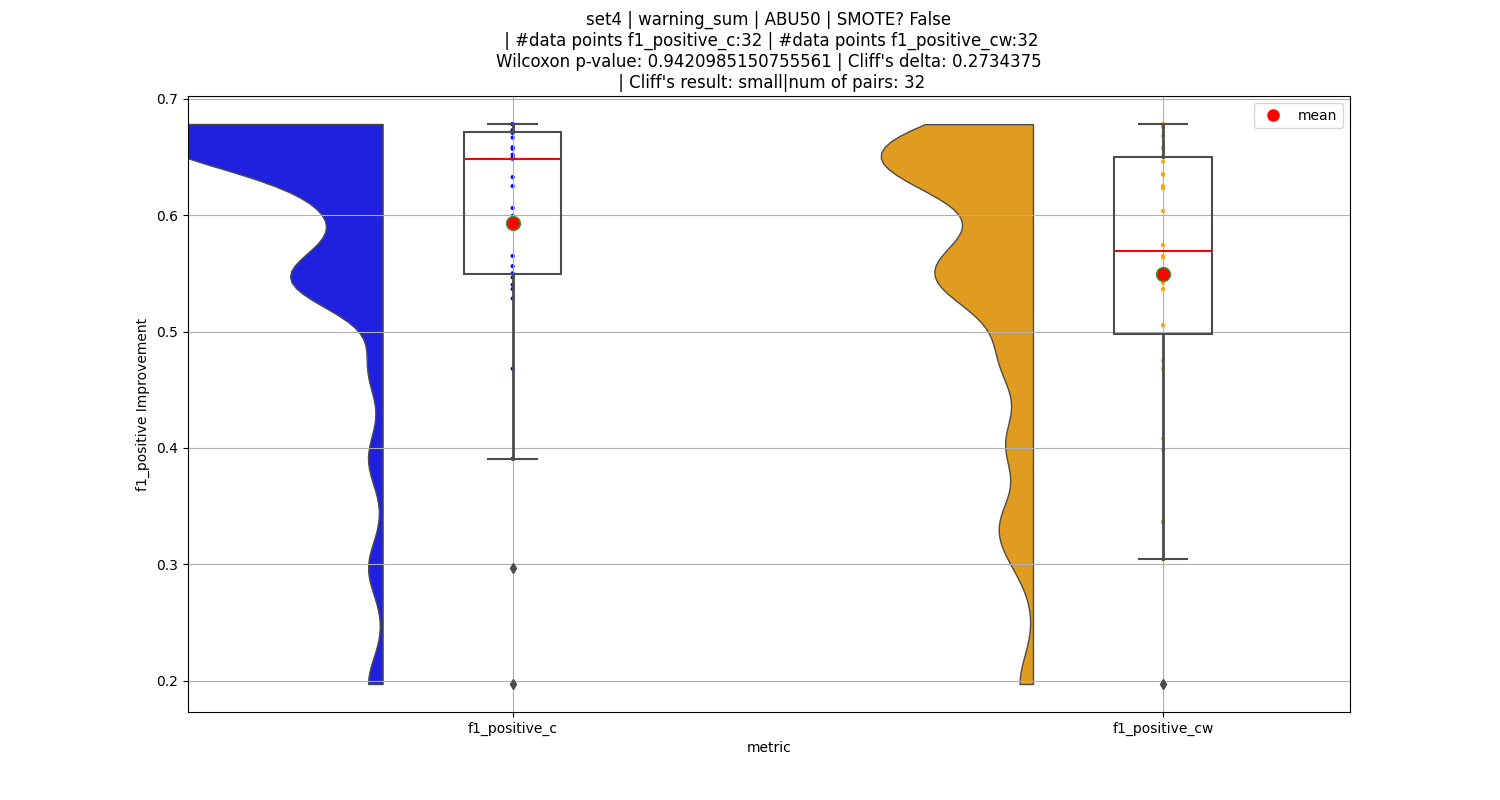 set4 | warning_sum | ABU50 | SMOTE? False
| #data points f1_positive_c:32 | #data points f1_positive_cw:32
Wilcoxon p-value: 0.9420985150755561 | Cliff's delta: 0.2734375
| Cliff's result: small|num of pairs: 32
mean
0.7
0.6
0.5
0.4
0.3
0.2
f1_positive Improvement
f1_positive_c
f1_positive_cw
metric